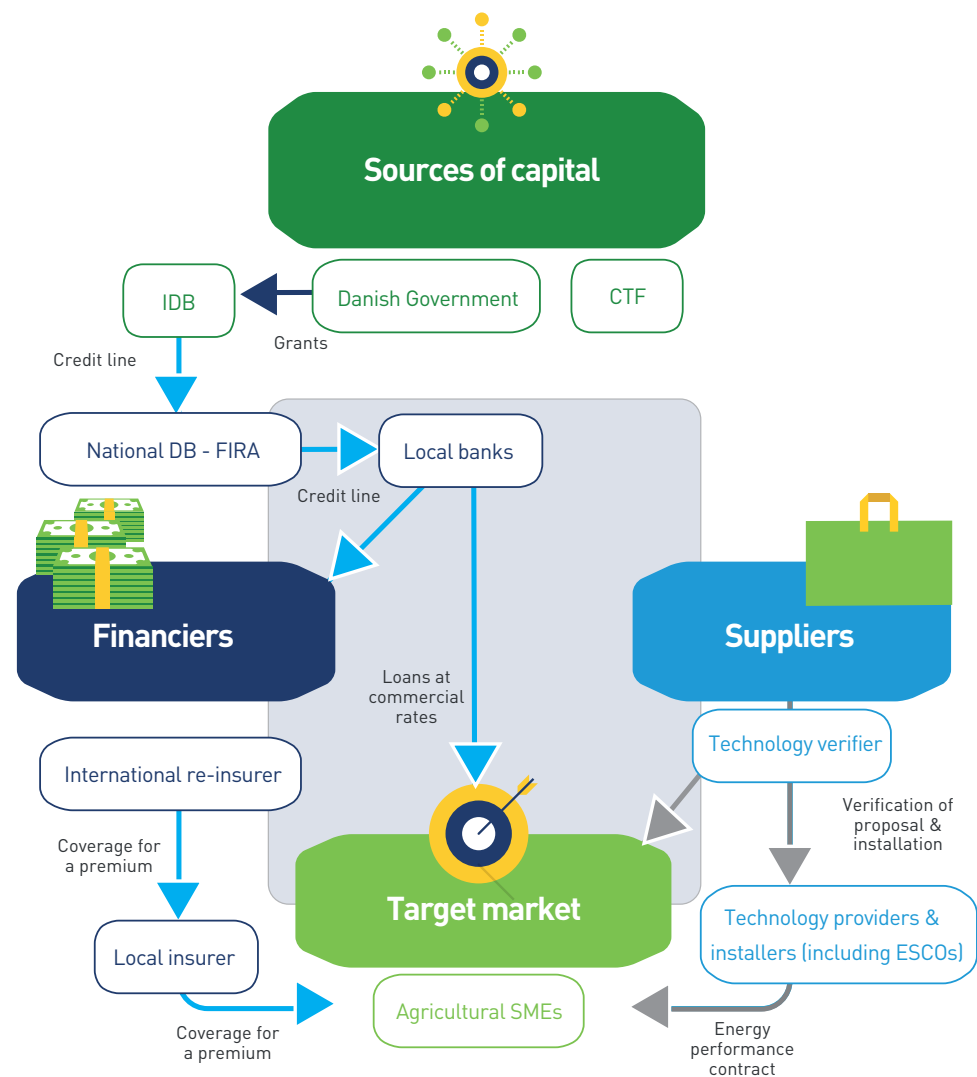 Sources of capital
IDB
Danish Government
CTF
Grants
Credit line
National DB - FIRA
Local banks
Credit line
Financiers
Suppliers
Loans at
commercial
rates
Technology verifier
International re-insurer
Verification of
proposal &
installation
Coverage for
a premium
Target market
Technology providers &
installers (including ESCOs)
Local insurer
Agricultural SMEs
Coverage for
a premium
Energy
performance
contract